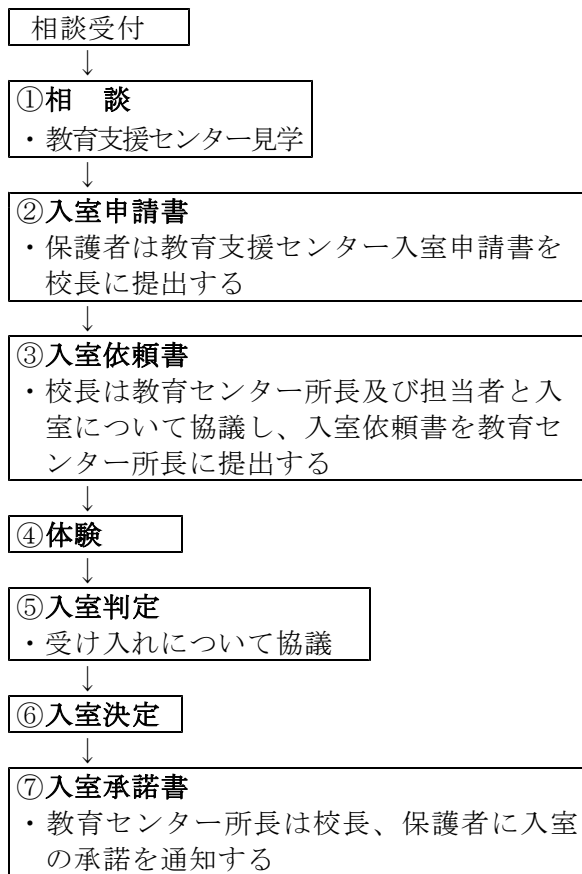 相談受付
↓
①相　談
・教育支援センター見学
↓
②入室申請書
・保護者は教育支援センター入室申請書を
校長に提出する
↓
③入室依頼書
・校長は教育センター所長及び担当者と入
室について協議し、入室依頼書を教育セ
ンター所長に提出する
↓
④体験
↓
⑤入室判定
・受け入れについて協議
↓
⑥入室決定
↓
⑦入室承諾書
・教育センター所長は校長、保護者に入室
の承諾を通知する